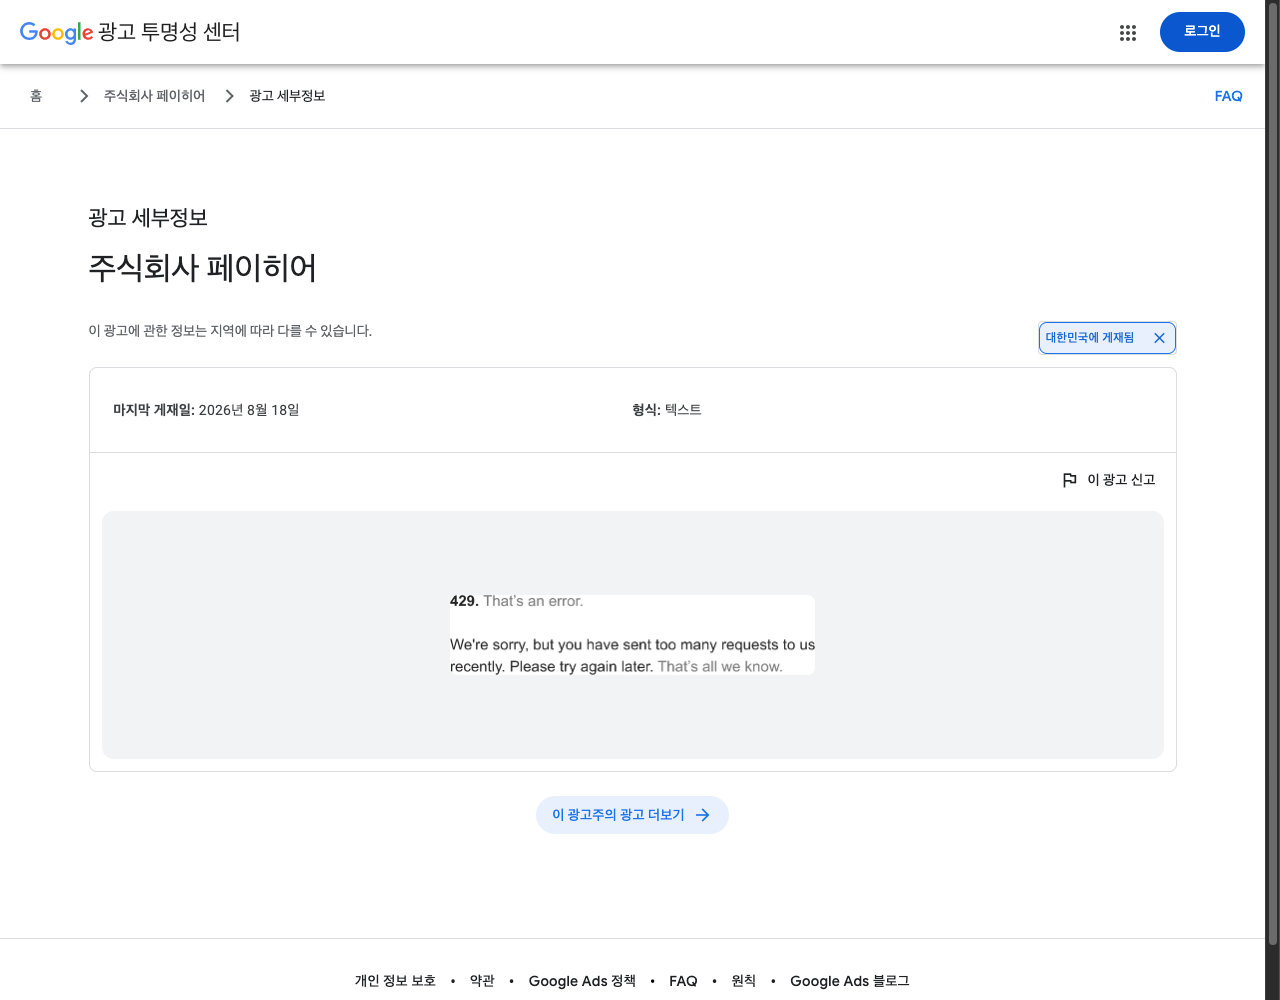 Google 광고 투명성 센터
로그인
홈
주식회사 페이히어
광고 세부정보
FAQ
광고 세부정보
주식회사 페이히어
이 광고에 관한 정보는 지역에 따라 다를 수 있습니다.
대한민국에 게재됨
마지막 게재일: 2026년 8월 18일
형식: 텍스트
이 광고 신고
429. That's an error.
We're sorry, but you have sent too many requests to us
recently. Please try again later. That's all we know.
이 광고주의 광고 더보기
개인 정보 보호 • 약관 • Google Ads 정책 • FAQ • 원칙 • Google Ads 블로그